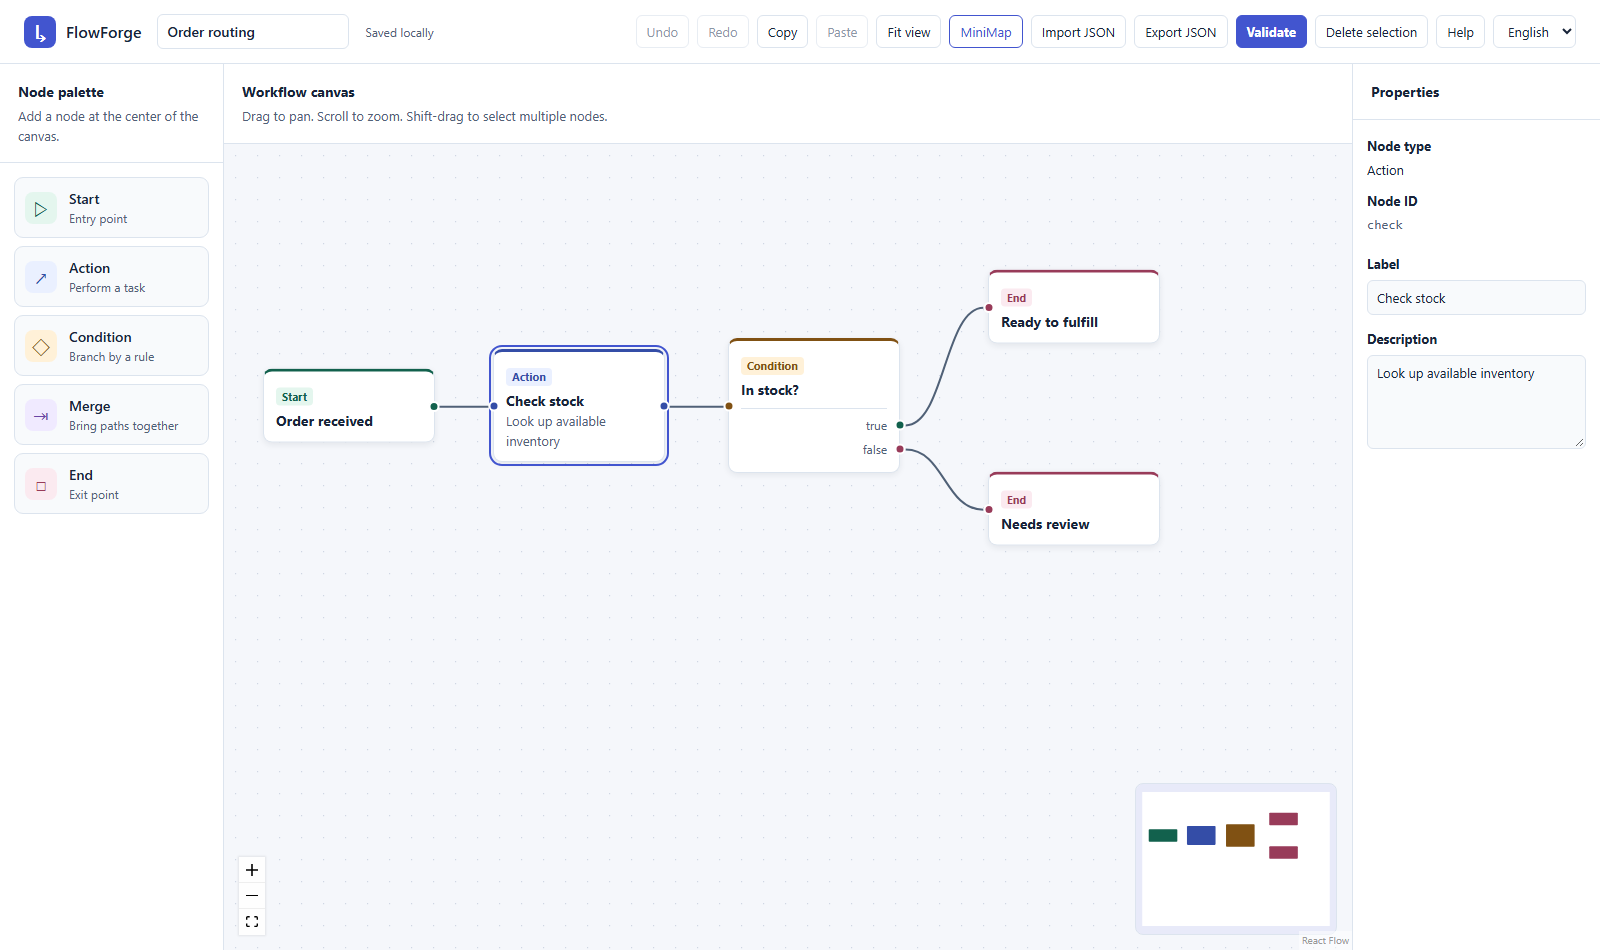 FlowForge
Order routing
Saved locally
Undo
Redo
Copy
Paste
Fit view
MiniMap
Import JSON
Export JSON
Validate
Delete selection
Help
English
Node palette
Add a node at the center of the
canvas.
Start
Entry point
Action
Perform a task
Condition
Branch by a rule
Merge
Bring paths together
End
Exit point
Workflow canvas
Drag to pan. Scroll to zoom. Shift-drag to select multiple nodes.
Start
Order received
Action
Check stock
Look up available
inventory
Condition
In stock?
true
false
End
Ready to fulfill
End
Needs review
React Flow
Properties
Node type
Action
Node ID
check
Label
Check stock
Description
Look up available inventory